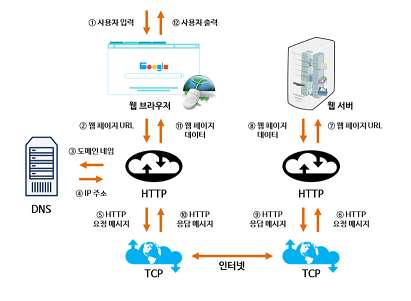 ① 사용자 입력
⑫ 사용자 출력
Google
웹 브라우저
웹 서버
② 웹 페이지 URL
⑪ 웹 페이지
데이터
⑧ 웹 페이지
데이터
⑦ 웹 페이지 URL
③ 도메인 네임
④ IP 주소
DNS
HTTP
HTTP
⑤ HTTP
요청 메시지
⑩ HTTP
응답 메시지
⑨ HTTP
응답 메시지
⑥ HTTP
요청 메시지
인터넷
TCP
TCP